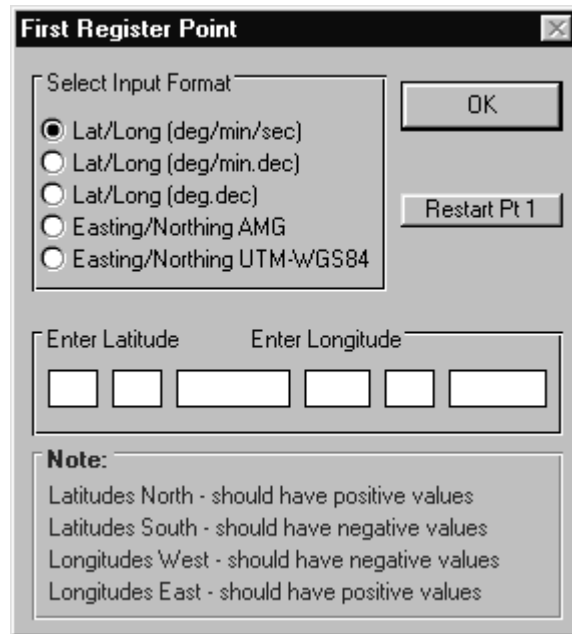 First Register Point
Select Input Format
Lat/Long (deg/min/sec)
Lat/Long (deg/min.dec)
Lat/Long (deg.dec)
Easting/Northing AMG
Easting/Northing UTM-WGS84
OK
Restart Pt 1
Enter Latitude Enter Longitude
Note:
Latitudes North - should have positive values
Latitudes South - should have negative values
Longitudes West - should have negative values
Longitudes East - should have positive values